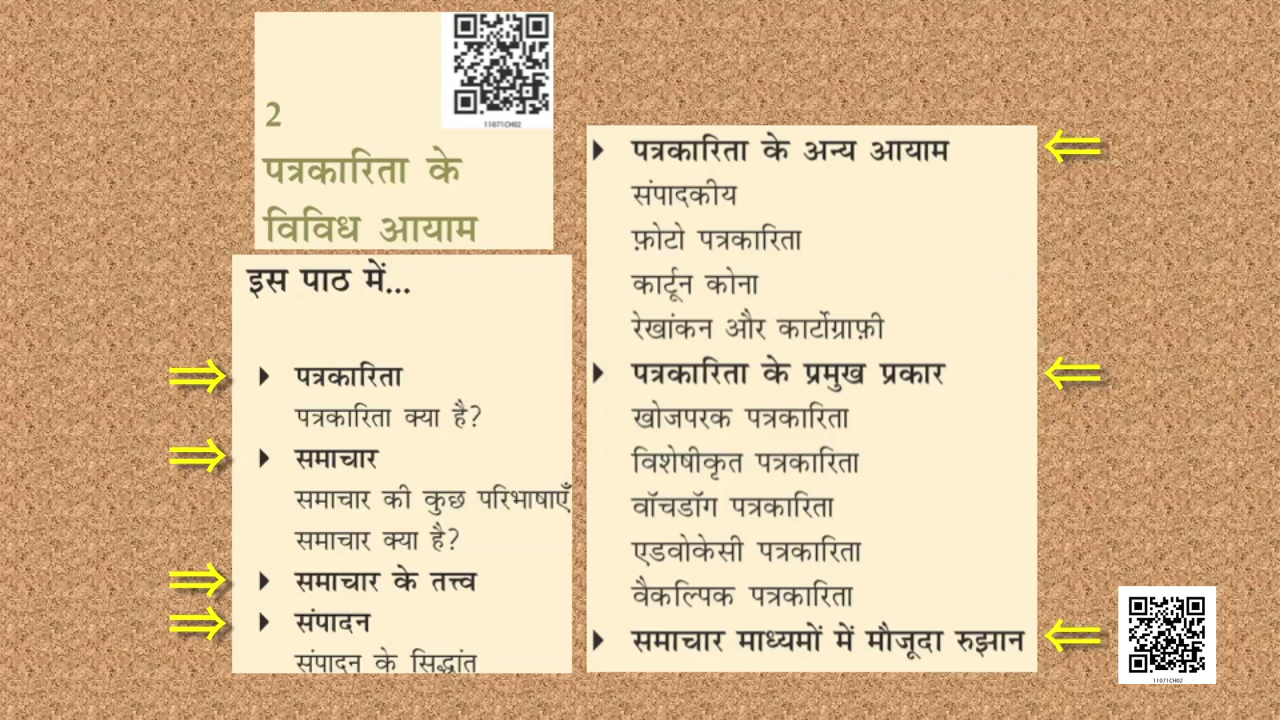 11071CH02
2
पत्रकारिता के
विविध आयाम
इस पाठ में...
पत्रकारिता
पत्रकारिता क्या है?
समाचार
समाचार की कुछ परिभाषाएँ
समाचार क्या है?
समाचार के तत्त्व
संपादन
संपादन के सिद्धांत
पत्रकारिता के अन्य आयाम
संपादकीय
फ़ोटो पत्रकारिता
कार्टून कोना
रेखांकन और कार्टोग्राफ़ी
पत्रकारिता के प्रमुख प्रकार
खोजपरक पत्रकारिता
विशेषीकृत पत्रकारिता
वॉचडॉग पत्रकारिता
एडवोकेसी पत्रकारिता
वैकल्पिक पत्रकारिता
समाचार माध्यमों में मौजूदा रुझान
11071CH02